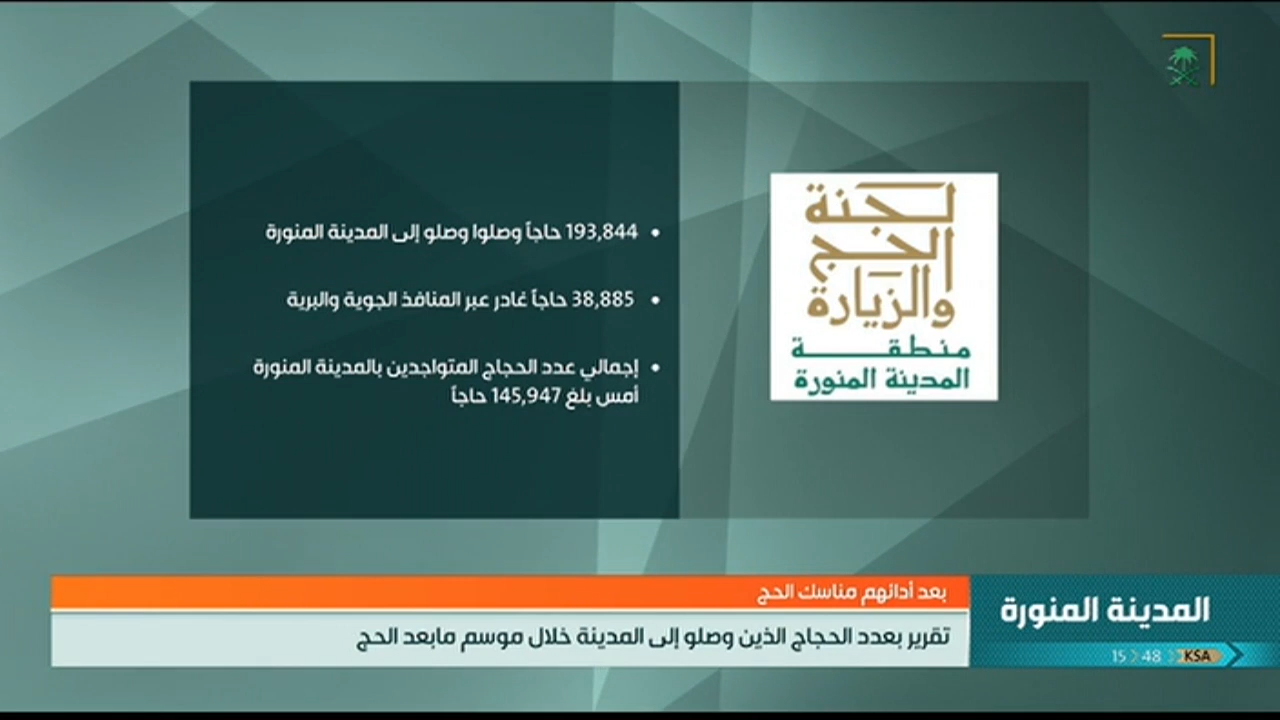 لجنة
الحج
والزيارة
منطقة
المدينة المنورة
• 193,844 حاجاً وصلوا وصلو إلى المدينة المنورة
• 38,885 حاجاً غادر عبر المنافذ الجوية والبرية
• إجمالي عدد الحجاج المتواجدين بالمدينة المنورة
أمس بلغ 145,947 حاجاً
المدينة المنورة
بعد أدائهم مناسك الحج
تقرير بعدد الحجاج الذين وصلو إلى المدينة خلال موسم مابعد الحج
15 48 KSA